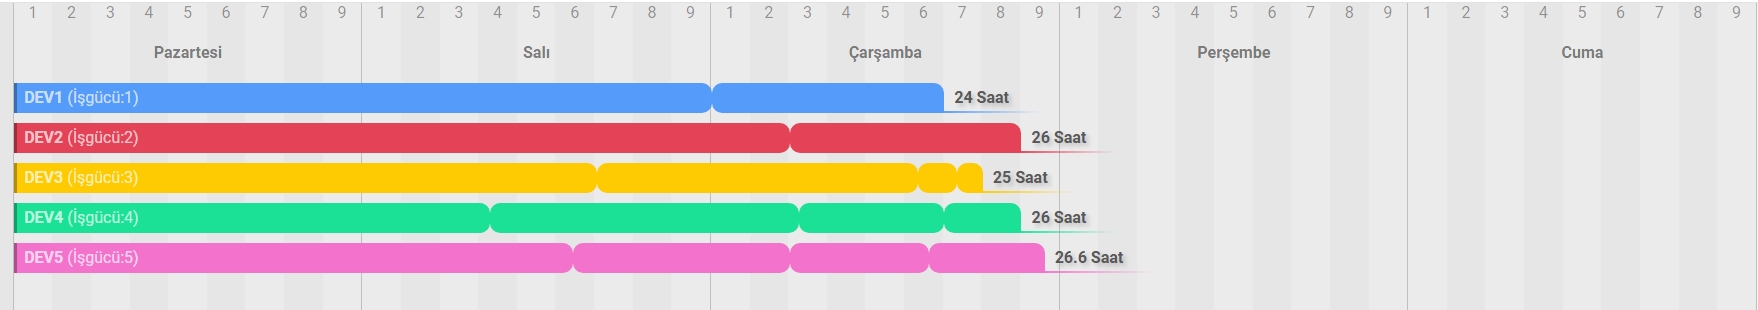 1 2 3 4 5 6 7 8 9 1 2 3 4 5 6 7 8 9 1 2 3 4 5 6 7 8 9 1 2 3 4 5 6 7 8 9 1 2 3 4 5 6 7 8 9
Pazartesi Salı Çarşamba Perşembe Cuma
DEV1 (İşgücü:1) 24 Saat
DEV2 (İşgücü:2) 26 Saat
DEV3 (İşgücü:3) 25 Saat
DEV4 (İşgücü:4) 26 Saat
DEV5 (İşgücü:5) 26.6 Saat